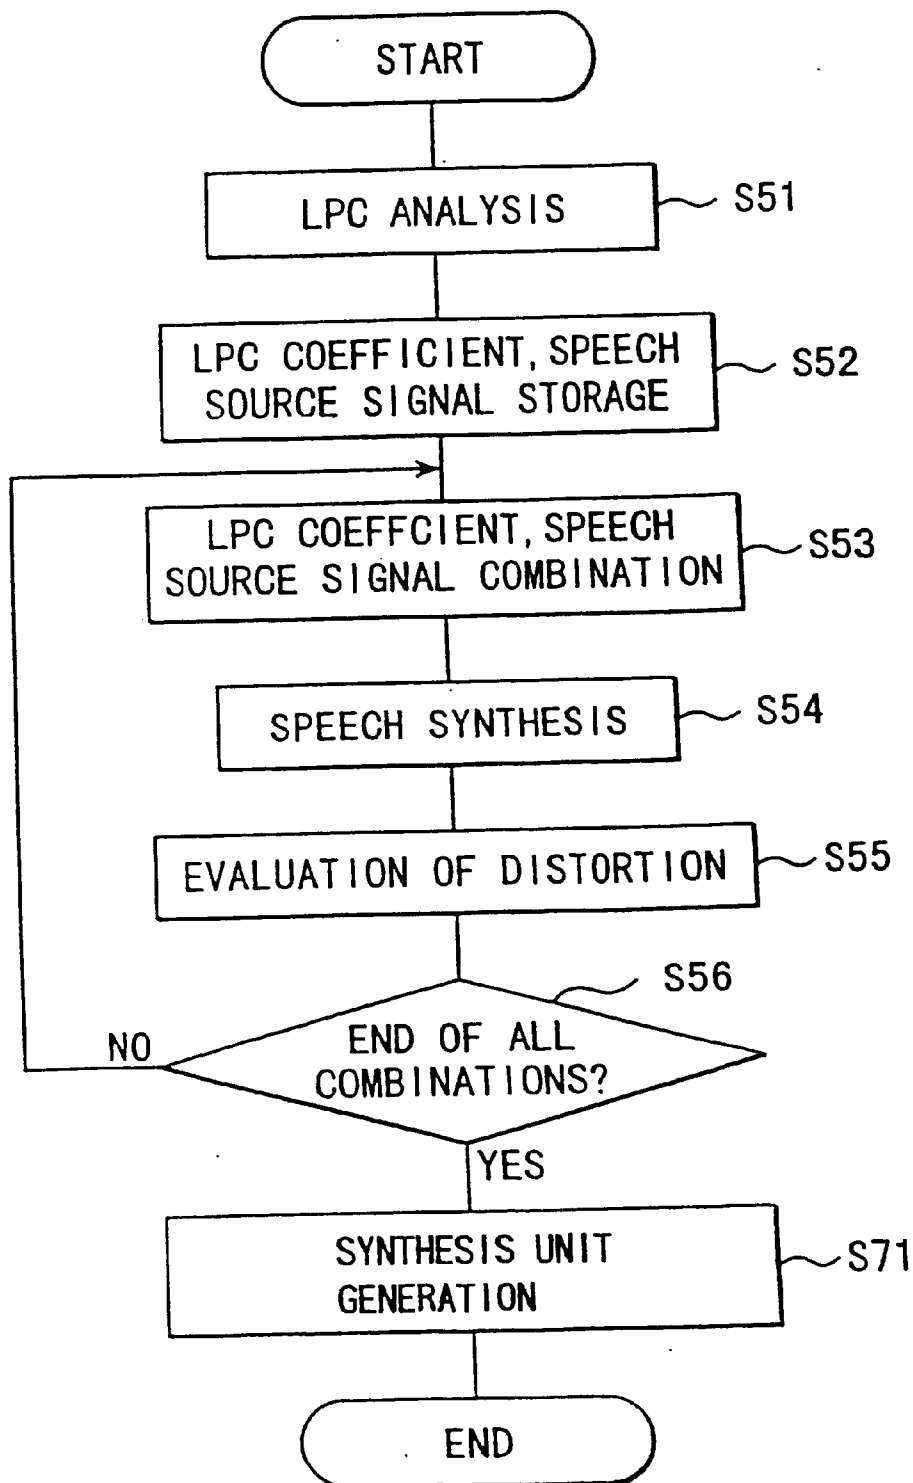 START
LPC ANALYSIS
S51
LPC COEFFICIENT, SPEECH
SOURCE SIGNAL STORAGE
S52
LPC COEFFCIENT, SPEECH
SOURCE SIGNAL COMBINATION
S53
SPEECH SYNTHESIS
S54
EVALUATION OF DISTORTION
S55
S56
END OF ALL
COMBINATIONS?
NO
YES
SYNTHESIS UNIT
GENERATION
S71
END